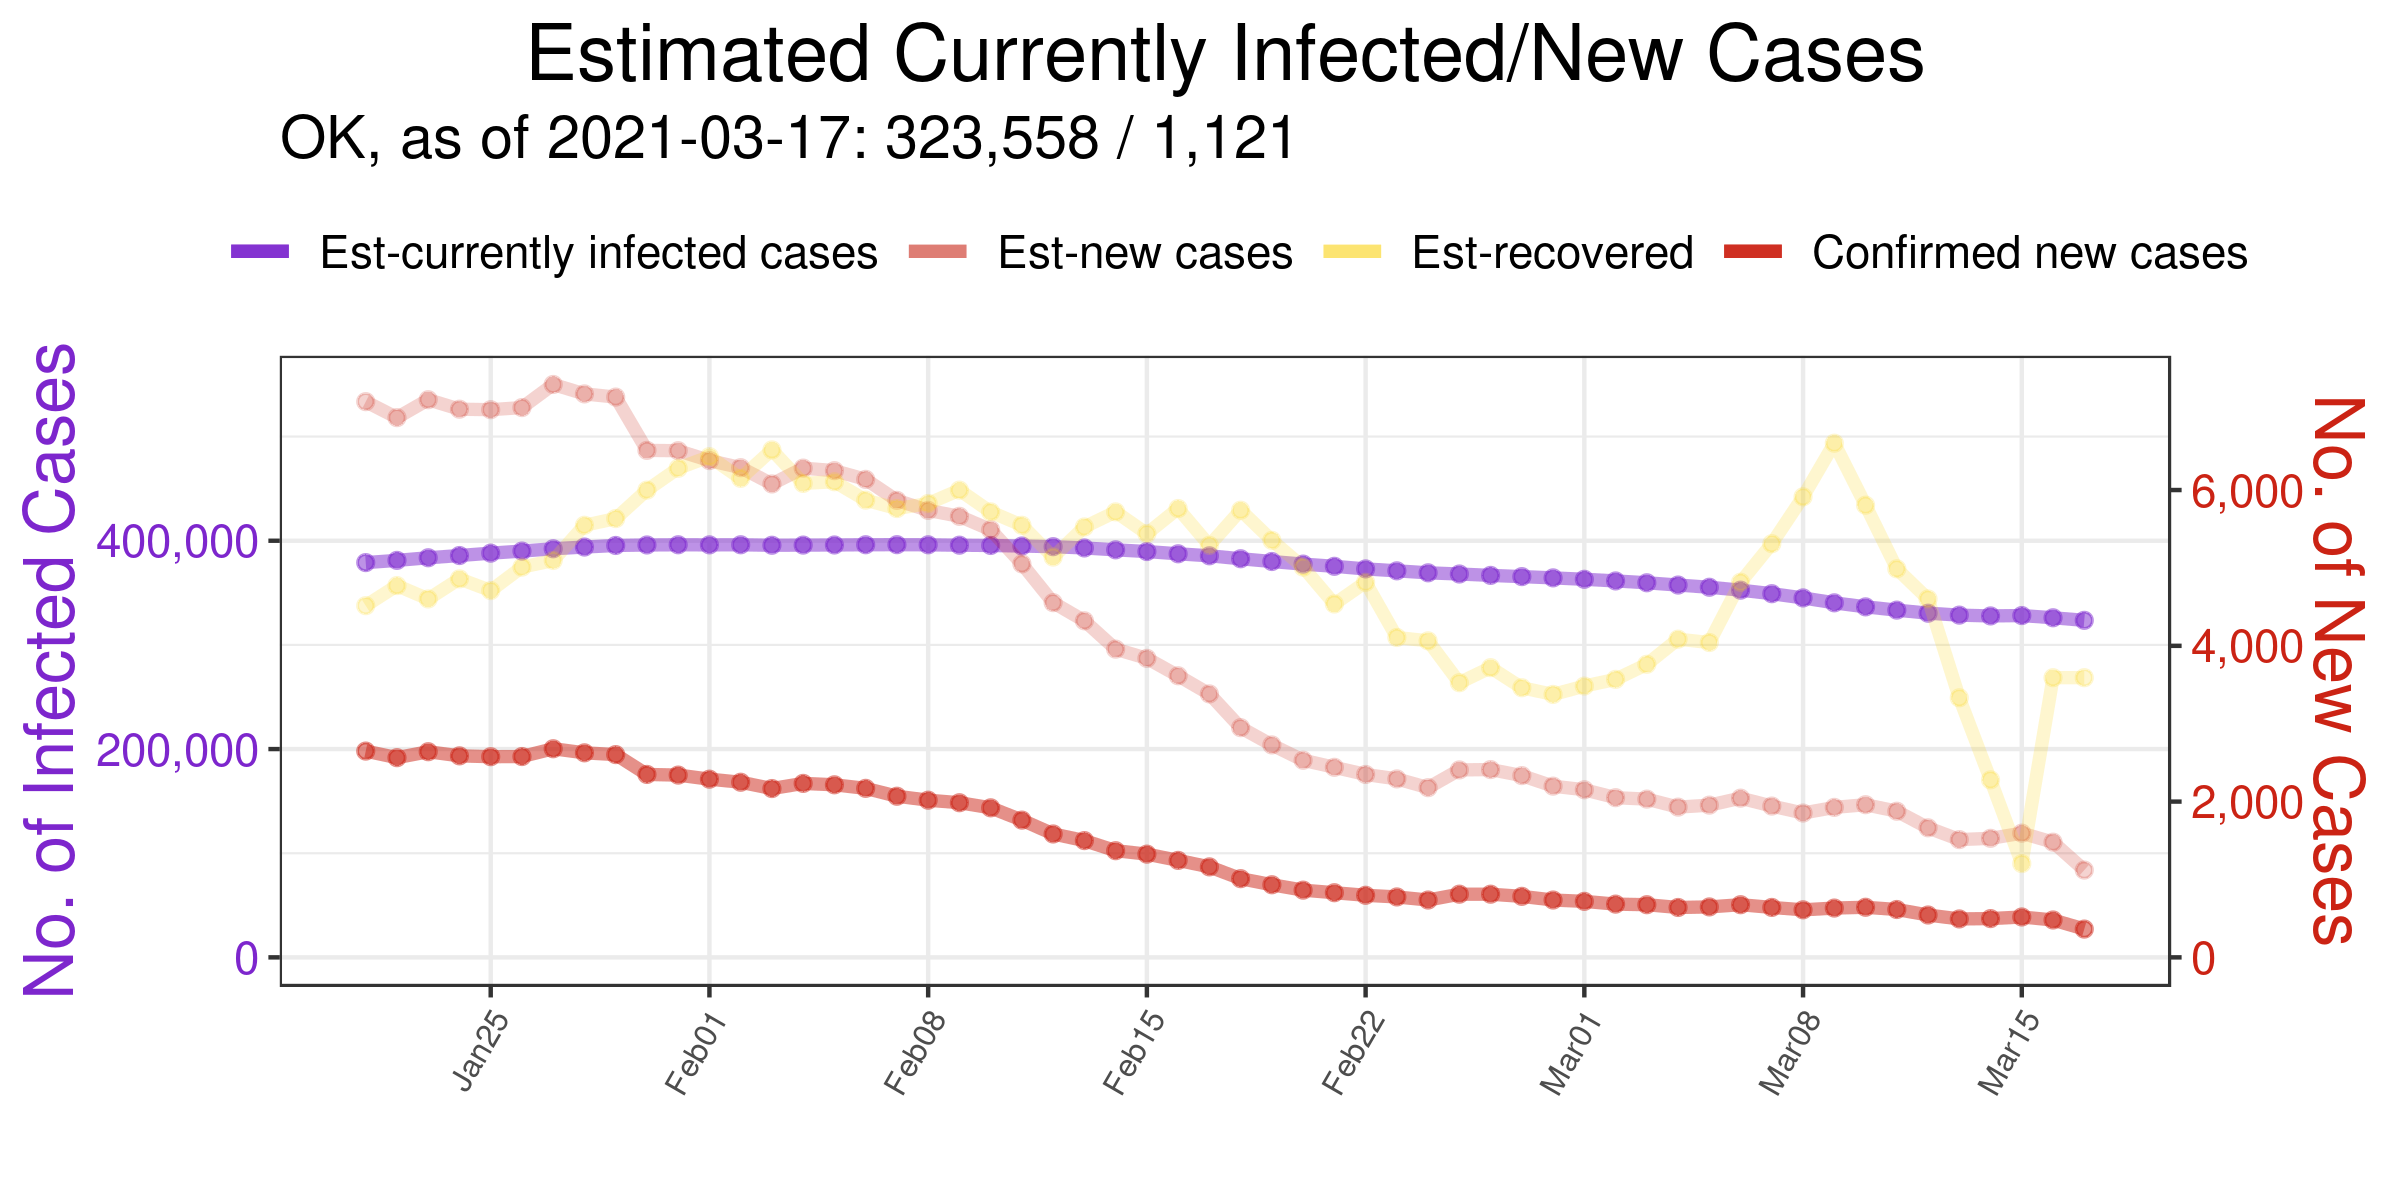 Estimated Currently Infected/New Cases
OK, as of 2021-03-17: 323,558 / 1,121
Est-currently infected cases Est-new cases Est-recovered Confirmed new cases
No. of Infected Cases
400,000
200,000
0
6,000
4,000
2,000
0
No. of New Cases
Jan25 Feb01 Feb08 Feb15 Feb22 Mar01 Mar08 Mar15